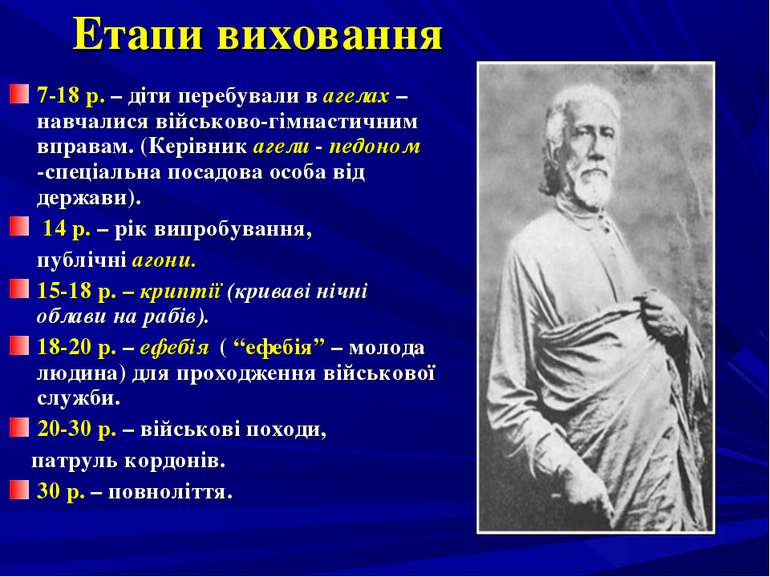 Етапи виховання
7-18 р. – діти перебували в агелах –
навчалися військово-гімнастичним
вправам. (Керівник агели - педоном
-спеціальна посадова особа від
держави).
14 р. – рік випробування,
публічні агони.
15-18 р. – криптії (криваві нічні
облави на рабів).
18-20 р. – ефебія ( “ефебія” – молода
людина) для проходження військової
служби.
20-30 р. – військові походи,
патруль кордонів.
30 р. – повноліття.